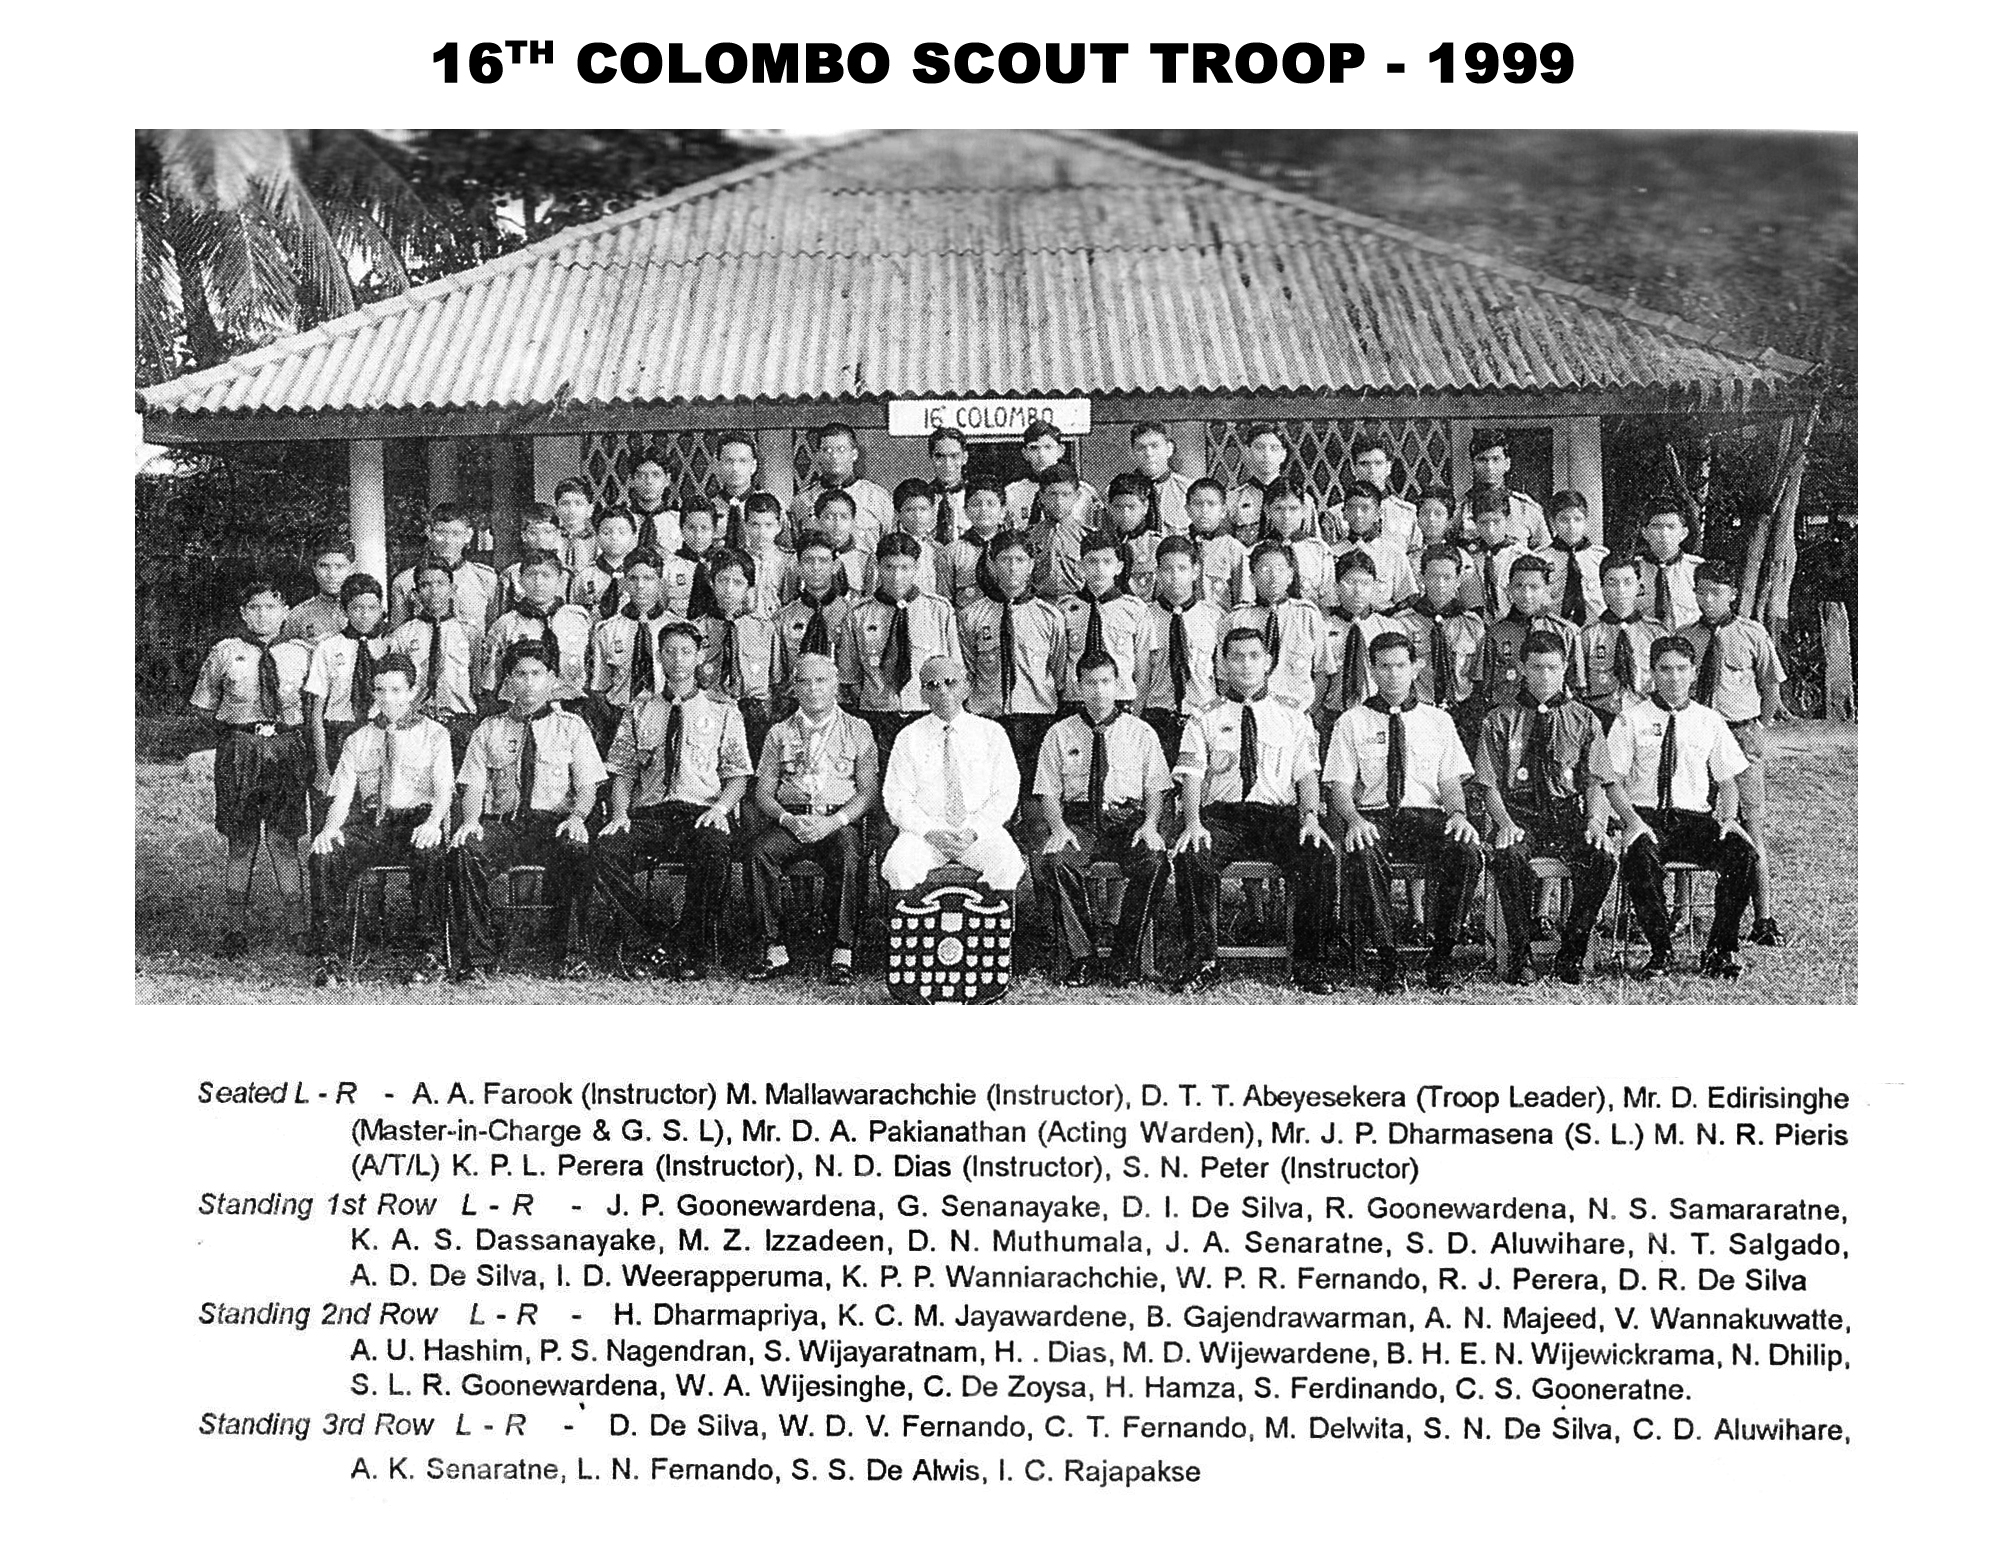 16TH COLOMBO SCOUT TROOP - 1999
16 COLOMBO
Seated L - R - A. A. Farook (Instructor) M. Mallawarachchie (Instructor), D. T. T. Abeyesekera (Troop Leader), Mr. D. Edirisinghe
(Master-in-Charge & G. S. L), Mr. D. A. Pakianathan (Acting Warden), Mr. J. P. Dharmasena (S. L.) M. N. R. Pieris
(A/T/L) K. P. L. Perera (Instructor), N. D. Dias (Instructor), S. N. Peter (Instructor)
Standing 1st Row L - R - J. P. Goonewardena, G. Senanayake, D. I. De Silva, R. Goonewardena, N. S. Samararatne,
K. A. S. Dassanayake, M. Z. Izzadeen, D. N. Muthumala, J. A. Senaratne, S. D. Aluwihare, N. T. Salgado,
A. D. De Silva, I. D. Weerapperuma, K. P. P. Wanniarachchie, W. P. R. Fernando, R. J. Perera, D. R. De Silva
Standing 2nd Row L - R - H. Dharmapriya, K. C. M. Jayawardene, B. Gajendrawarman, A. N. Majeed, V. Wannakuwatte,
A. U. Hashim, P. S. Nagendran, S. Wijayaratnam, H. . Dias, M. D. Wijewardene, B. H. E. N. Wijewickrama, N. Dhilip,
S. L. R. Goonewardena, W. A. Wijesinghe, C. De Zoysa, H. Hamza, S. Ferdinando, C. S. Gooneratne.
Standing 3rd Row L - R - D. De Silva, W. D. V. Fernando, C. T. Fernando, M. Delwita, S. N. De Silva, C. D. Aluwihare,
A. K. Senaratne, L. N. Fernando, S. S. De Alwis, I. C. Rajapakse